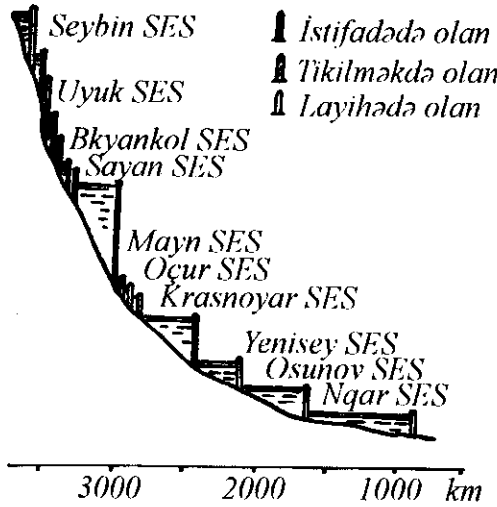 Seybin SES
Uyuk SES
Bkyankol SES
Sayan SES
Mayn SES
Oçur SES
Krasnoyar SES
Yenisey SES
Osunov SES
Nqar SES
İstifadədə olan
Tikilməkdə olan
Layihədə olan
3000 2000 1000 km